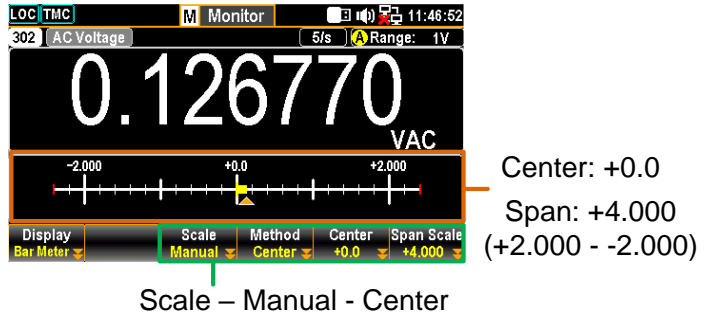 LOC TMC M Monitor 11:46:52
302 AC Voltage 5/s A Range: 1V
0.126770
VAC
-2.000 +0.0 +2.000
Center: +0.0
Span: +4.000
(+2.000 - -2.000)
Display Scale Method Center Span Scale
Bar Meter Manual Center +0.0 +4.000
Scale – Manual - Center